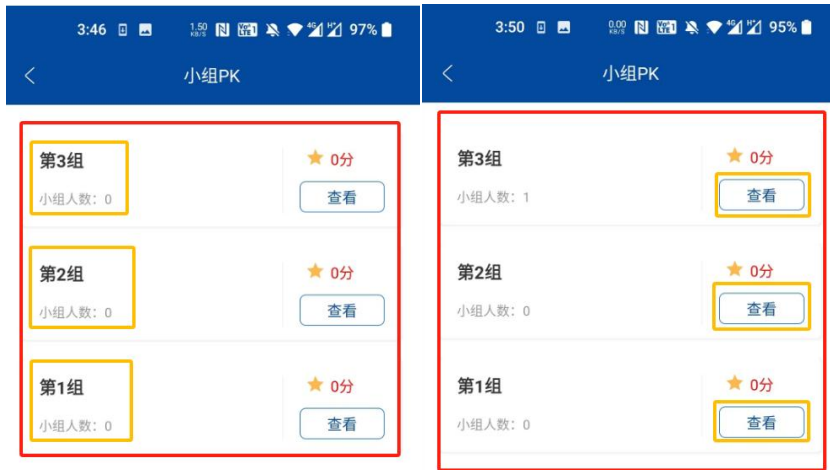 3:46 1.50 KB/S VoD LTE1 4G H+ 97%
小组PK
第3组
★ 0分
小组人数：0
查看
第2组
★ 0分
小组人数：0
查看
第1组
★ 0分
小组人数：0
查看
3:50 0.00 KB/S 4G H+ 95%
小组PK
第3组
★ 0分
小组人数：1
查看
第2组
★ 0分
小组人数：0
查看
第1组
★ 0分
小组人数：0
查看